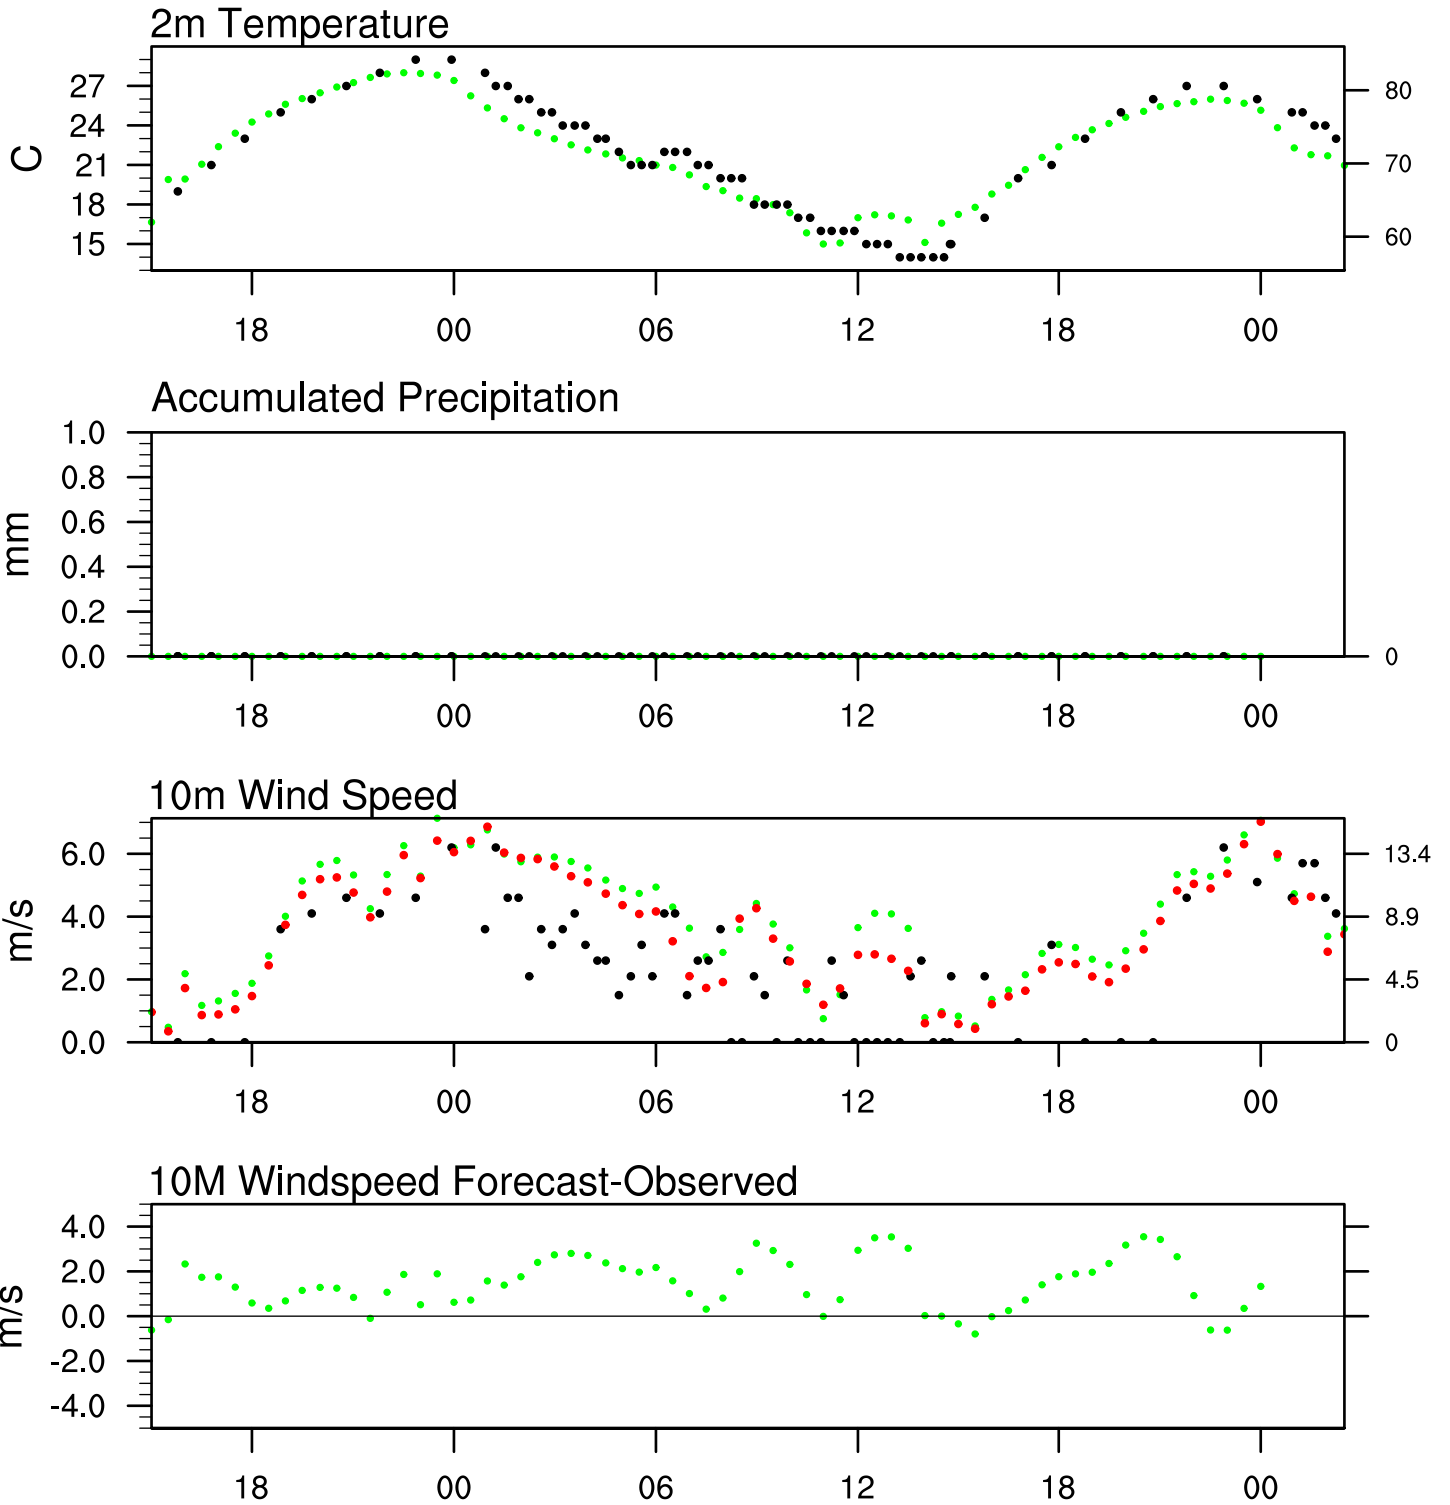 2m Temperature
C
27
24
21
18
15
80
70
60
18 00 06 12 18 00
Accumulated Precipitation
mm
1.0
0.8
0.6
0.4
0.2
0.0
0
18 00 06 12 18 00
10m Wind Speed
m/s
6.0
4.0
2.0
0.0
13.4
8.9
4.5
0
18 00 06 12 18 00
10M Windspeed Forecast-Observed
m/s
4.0
2.0
0.0
-2.0
-4.0
18 00 06 12 18 00